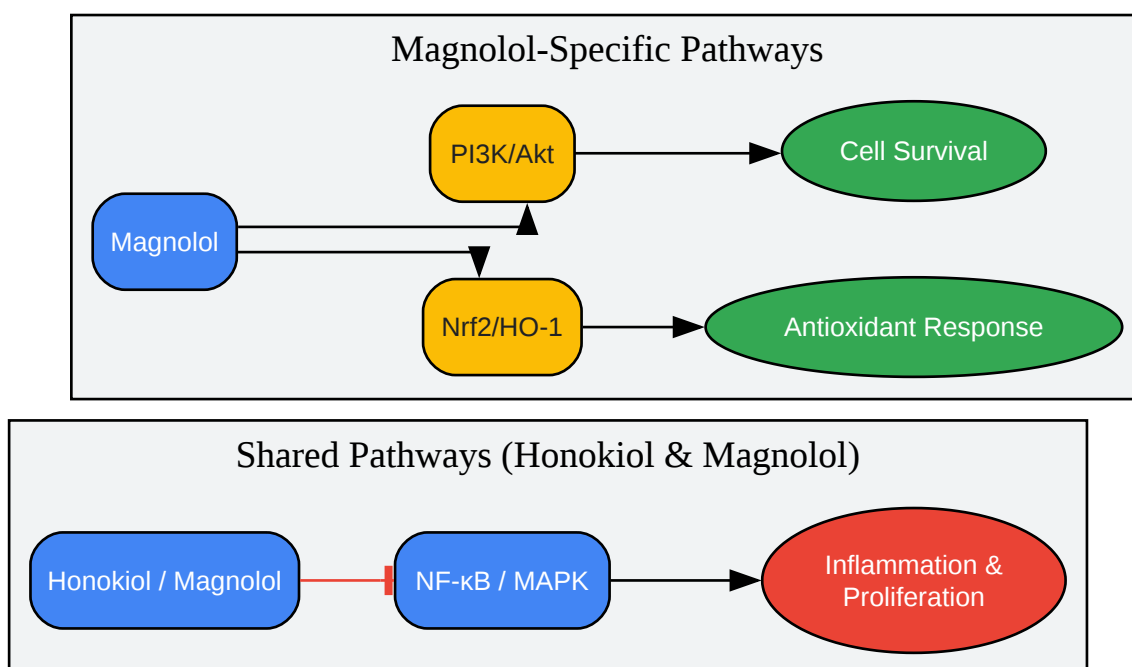 Magnolol-Specific Pathways
PI3K/Akt
Cell Survival
Magnolol
Nrf2/HO-1
Antioxidant Response
Shared Pathways (Honokiol & Magnolol)
Honokiol / Magnolol
NF-κB / MAPK
Inflammation &
Proliferation